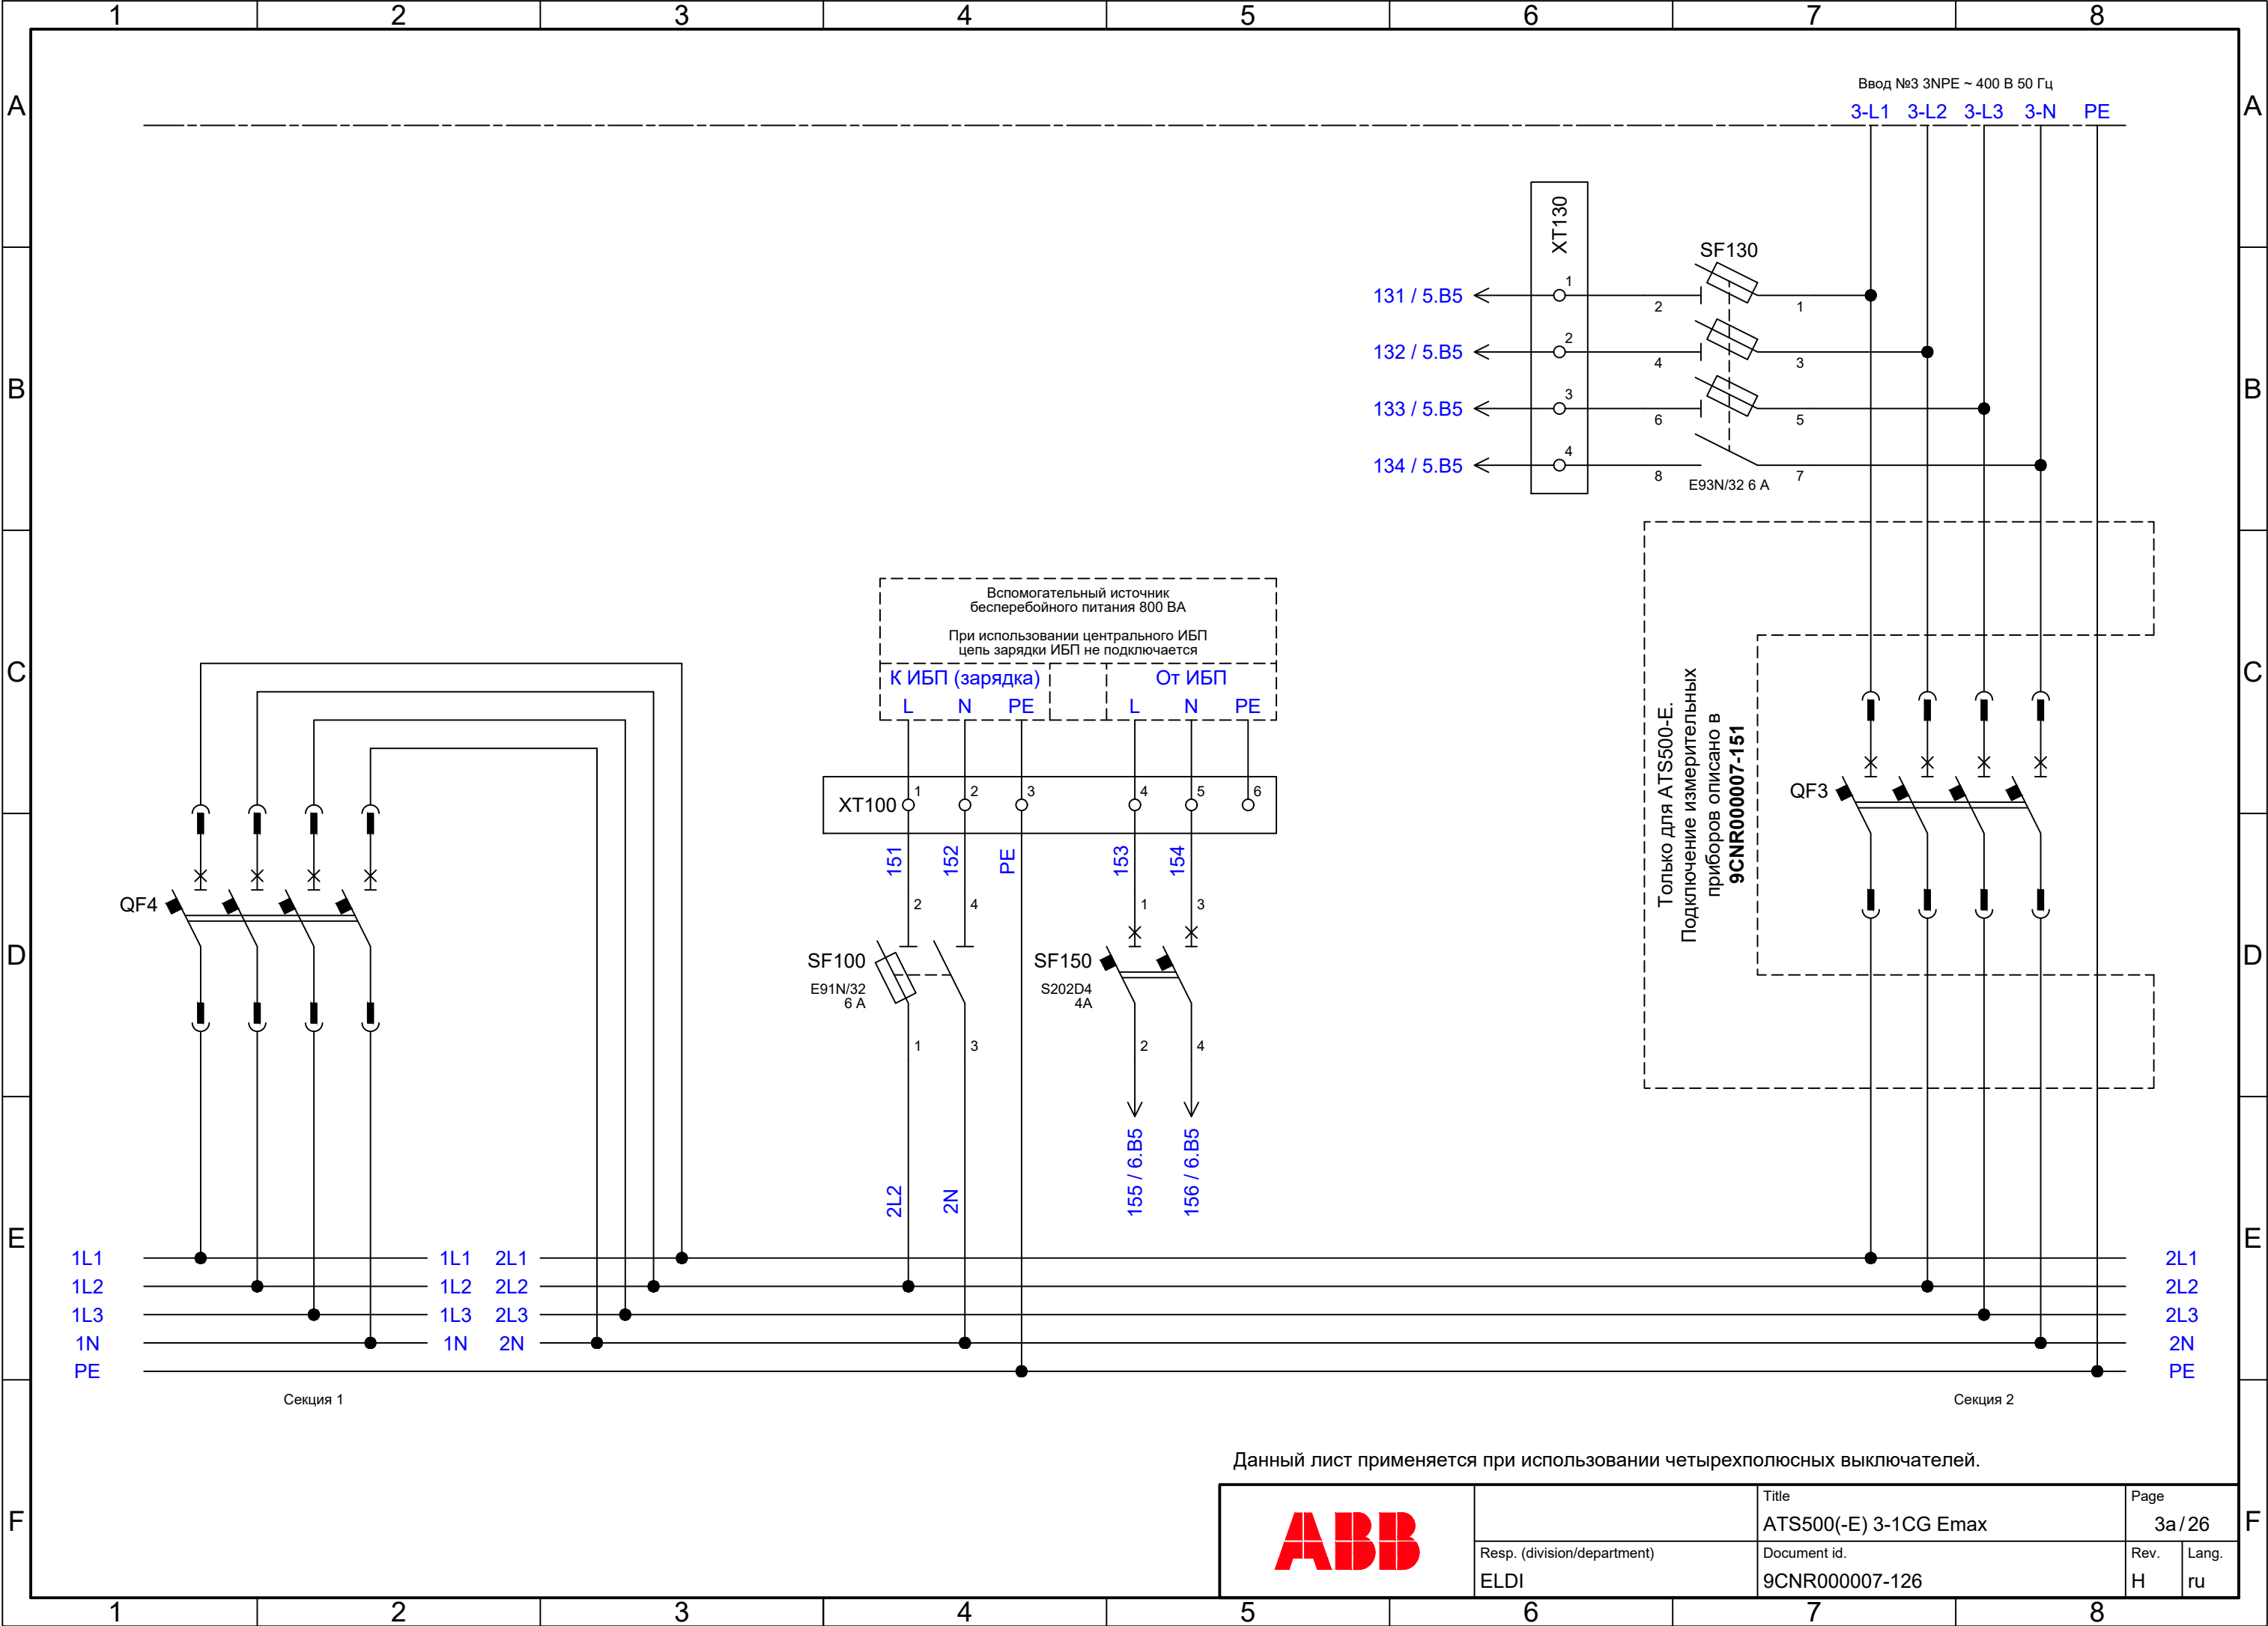 1 2 3 4 5 6 7 8
A A
Ввод №3 3NPE ~ 400 В 50 Гц
3-L1 3-L2 3-L3 3-N PE
XT130
SF130
131 / 5.B5 1 2 1
132 / 5.B5 2 4 3
B B
133 / 5.B5 3 6 5
134 / 5.B5 4 8 7
E93N/32 6 A
Вспомогательный источник
бесперебойного питания 800 ВА
При использовании центрального ИБП
цепь зарядки ИБП не подключается
C C
К ИБП (зарядка) От ИБП
L N PE L N PE
Только для ATS500-E.
Подключение измерительных
приборов описано в
9CNR000007-151
QF3
XT100 1 2 3 4 5 6
151 152 PE 153 154
QF4
2 4 1 3
D D
SF100
E91N/32
6 A
SF150
S202D4
4A
1 3 2 4
155 / 6.B5 156 / 6.B5
2L2 2N
E E
1L1 1L1 2L1 2L1
1L2 1L2 2L2 2L2
1L3 1L3 2L3 2L3
1N 1N 2N 2N
PE PE
Секция 1 Секция 2
Данный лист применяется при использовании четырехполюсных выключателей.
F F
ABB
Title
ATS500(-E) 3-1CG Emax
Page
3a / 26
Resp. (division/department)
ELDI
Document id.
9CNR000007-126
Rev.
H
Lang.
ru
1 2 3 4 5 6 7 8